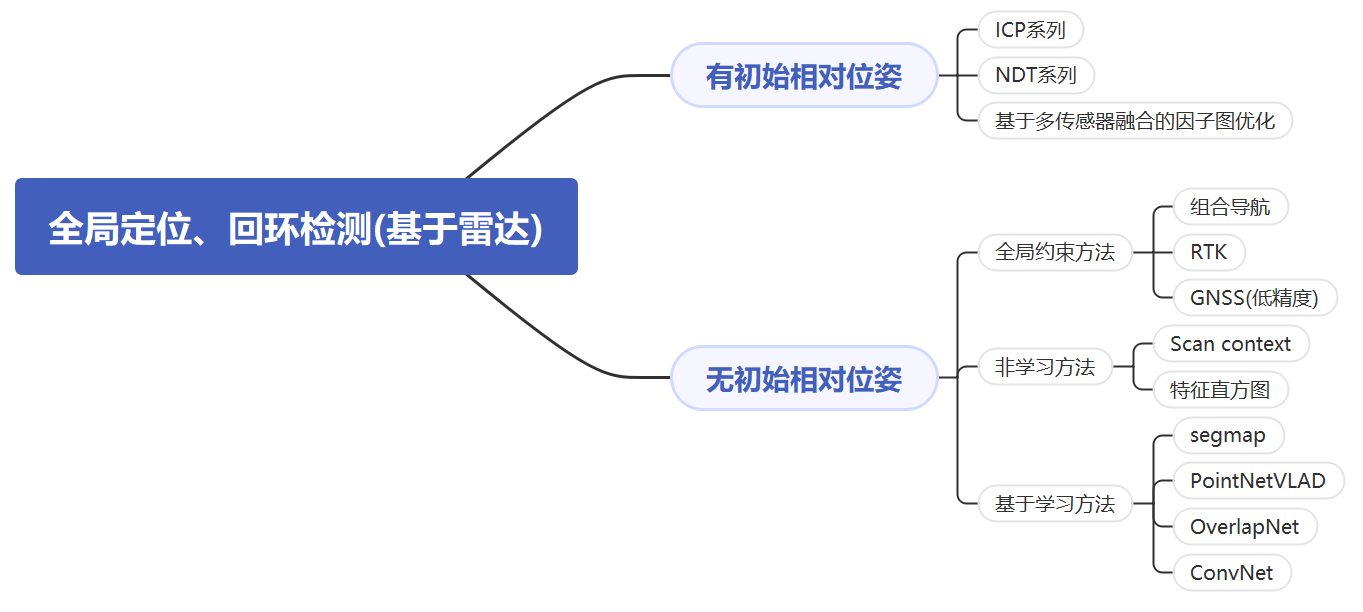 全局定位、回环检测(基于雷达)
有初始相对位姿
ICP系列
NDT系列
基于多传感器融合的因子图优化
无初始相对位姿
全局约束方法
组合导航
RTK
GNSS(低精度)
非学习方法
Scan context
特征直方图
基于学习方法
segmap
PointNetVLAD
OverlapNet
ConvNet